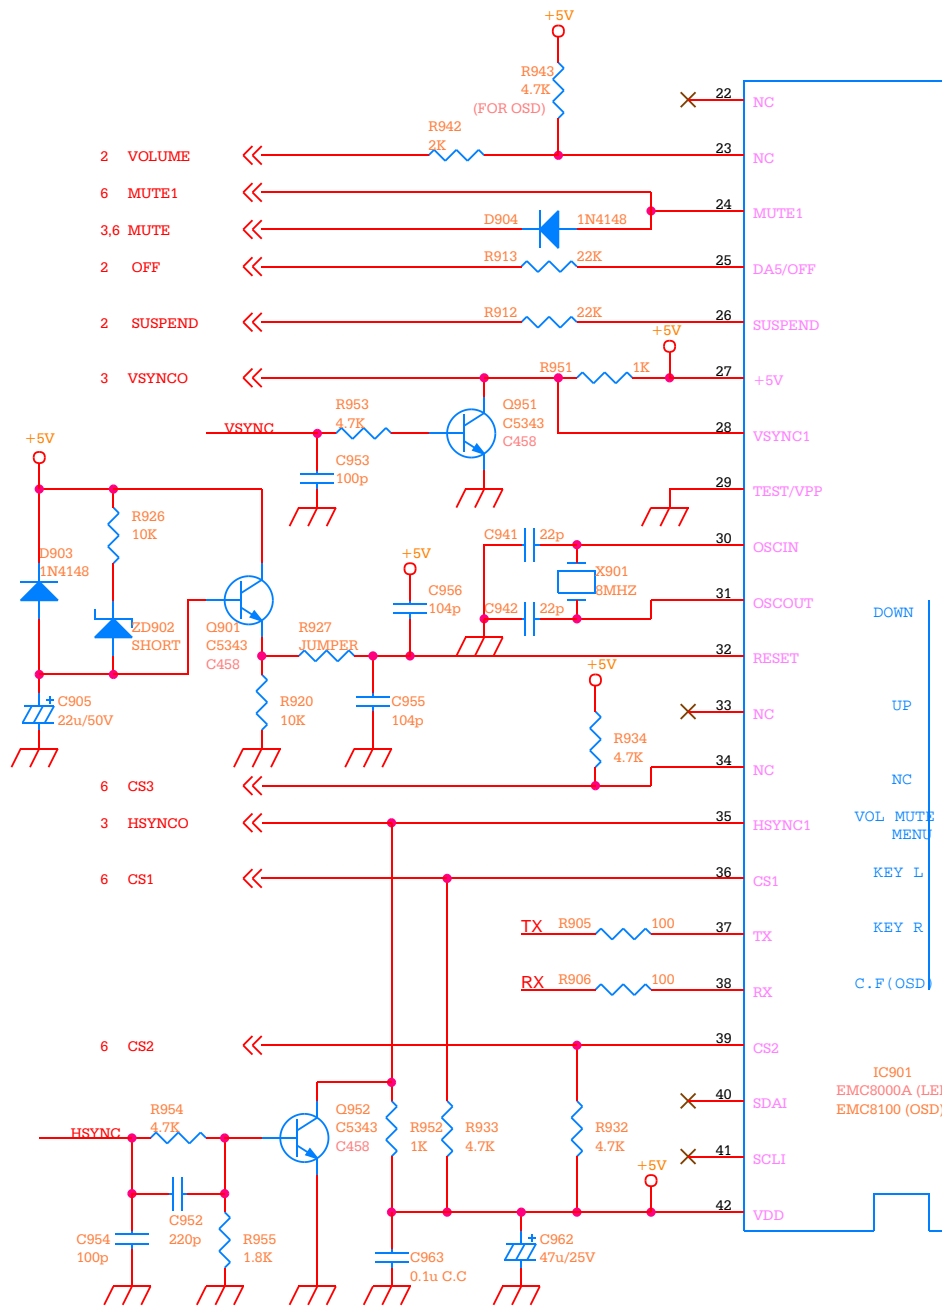 +5V
R943
4.7K
(FOR OSD)
22
NC
R942
2K
2 VOLUME
23
NC
6 MUTE1
24
MUTE1
3,6 MUTE
D904
1N4148
2 OFF
R913
22K
25
DA5/OFF
2 SUSPEND
R912
22K
26
SUSPEND
+5V
3 VSYNCO
R951
1K
27
+5V
R953
4.7K
Q951
C5343
C458
VSYNC
28
VSYNC1
+5V
C953
100p
29
TEST/VPP
R926
10K
C941
22p
30
OSCIN
D903
1N4148
+5V
X901
8MHZ
C956
104p
C942
22p
31
OSCOUT
DOWN
ZD902
SHORT
Q901
C5343
C458
R927
JUMPER
32
RESET
+5V
C905
22u/50V
R920
10K
C955
104p
33
NC
UP
R934
4.7K
34
NC
NC
6 CS3
3 HSYNCO
35
HSYNC1
VOL MUTE
MENU
6 CS1
36
CS1
KEY L
TX
R905
100
37
TX
KEY R
RX
R906
100
38
RX
C.F(OSD)
6 CS2
39
CS2
IC901
EMC8000A (LE
EMC8100 (OSD)
40
SDAI
R954
4.7K
HSYNC
Q952
C5343
C458
R952
1K
R933
4.7K
R932
4.7K
41
SCLI
+5V
42
VDD
C952
220p
C954
100p
R955
1.8K
C963
0.1u C.C
C962
47u/25V